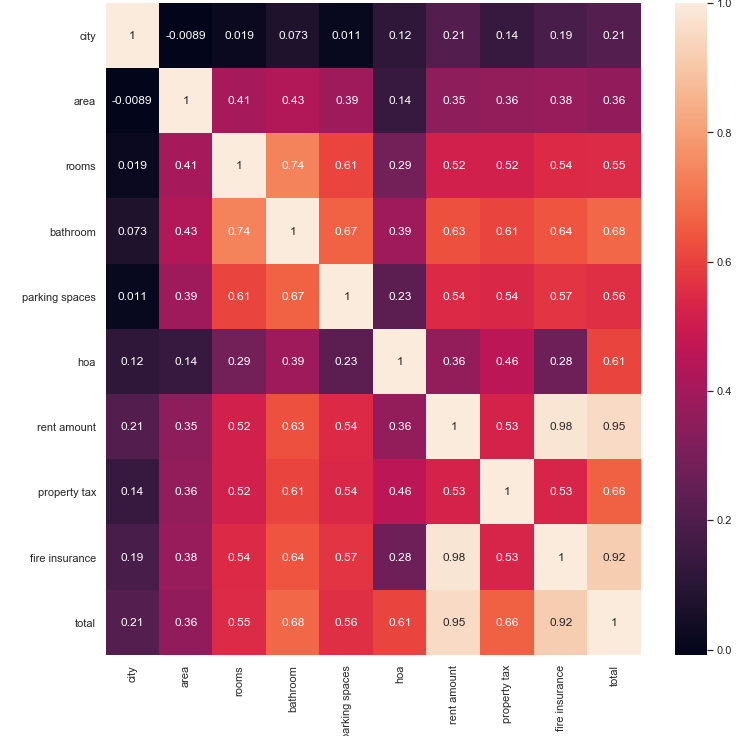 city 1 -0.0089 0.019 0.073 0.011 0.12 0.21 0.14 0.19 0.21
area -0.0089 1 0.41 0.43 0.39 0.14 0.35 0.36 0.38 0.36
rooms 0.019 0.41 1 0.74 0.61 0.29 0.52 0.52 0.54 0.55
bathroom 0.073 0.43 0.74 1 0.67 0.39 0.63 0.61 0.64 0.68
parking spaces 0.011 0.39 0.61 0.67 1 0.23 0.54 0.54 0.57 0.56
hoa 0.12 0.14 0.29 0.39 0.23 1 0.36 0.46 0.28 0.61
rent amount 0.21 0.35 0.52 0.63 0.54 0.36 1 0.53 0.98 0.95
property tax 0.14 0.36 0.52 0.61 0.54 0.46 0.53 1 0.53 0.66
fire insurance 0.19 0.38 0.54 0.64 0.57 0.28 0.98 0.53 1 0.92
total 0.21 0.36 0.55 0.68 0.56 0.61 0.95 0.66 0.92 1
city
area
rooms
bathroom
parking spaces
hoa
rent amount
property tax
fire insurance
total
1.0
0.8
0.6
0.4
0.2
0.0